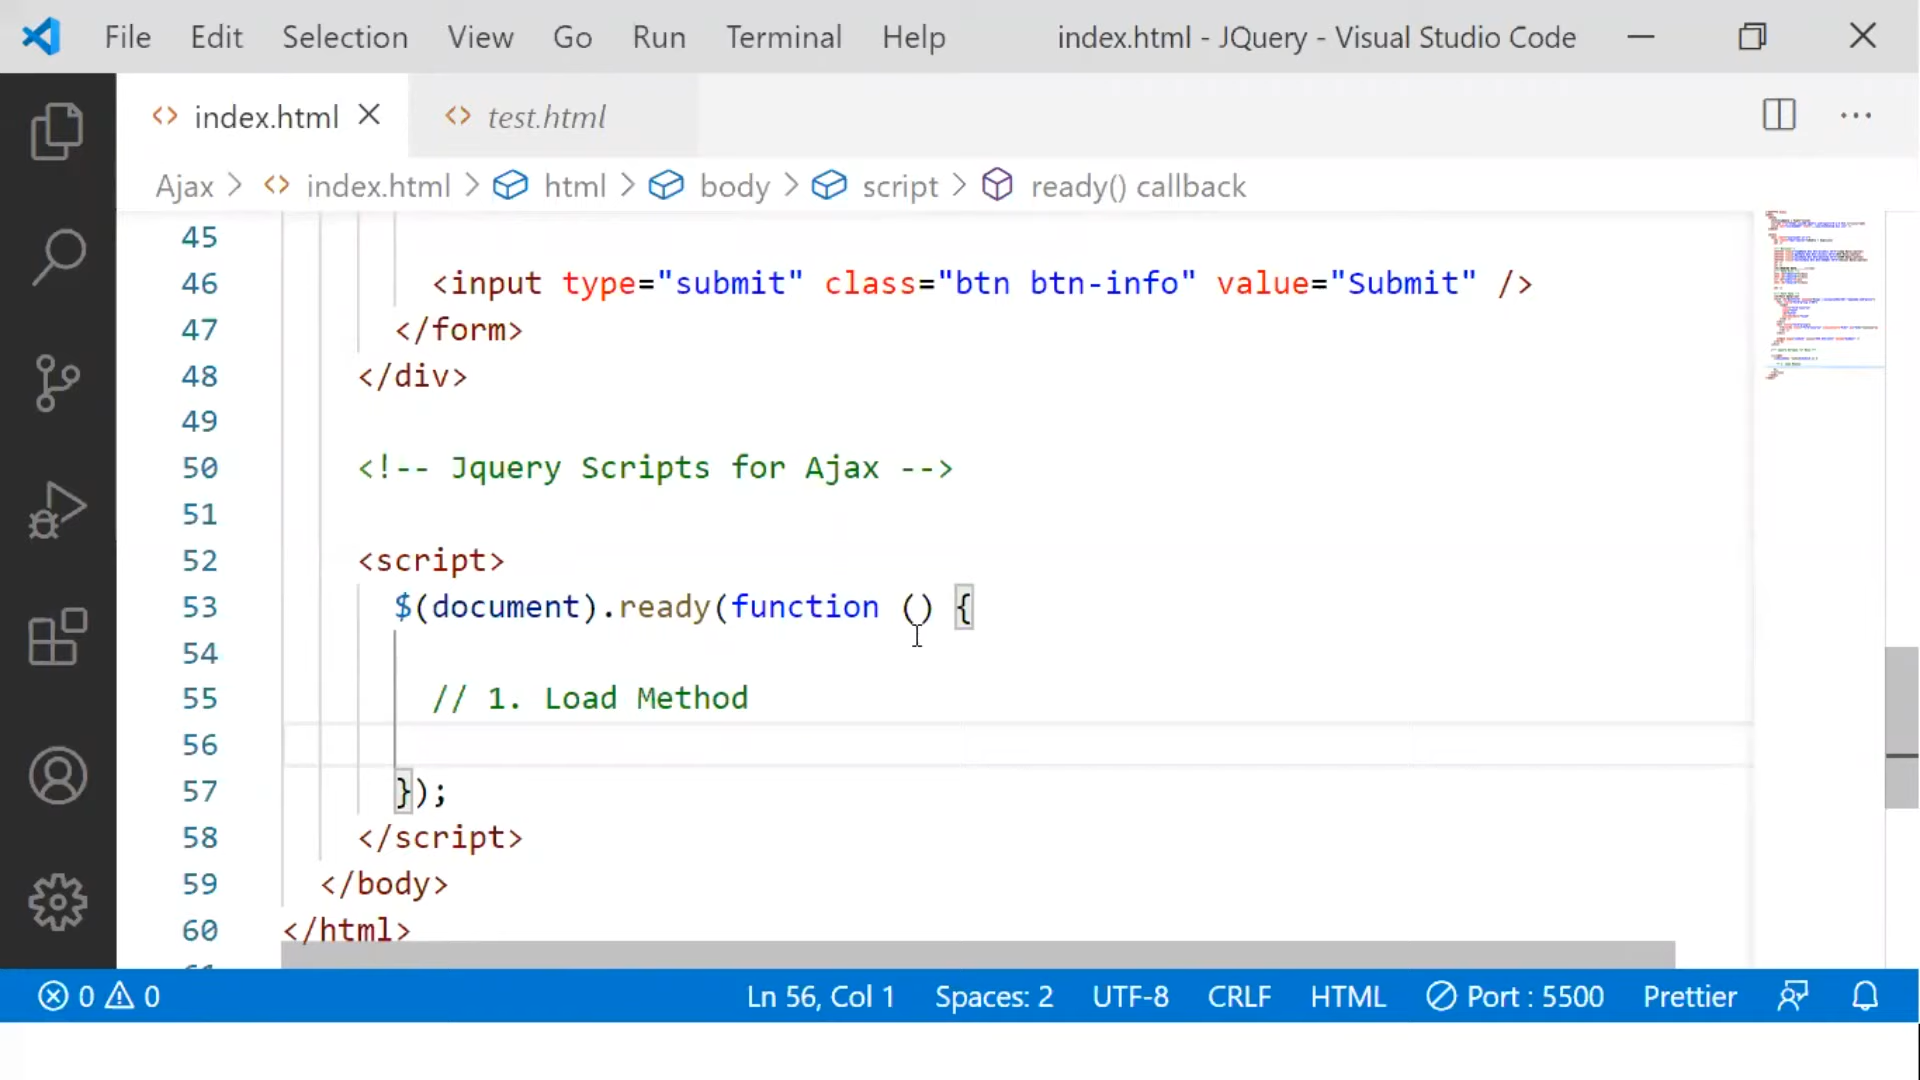 File Edit Selection View Go Run Terminal Help index.html - JQuery - Visual Studio Code
index.html test.html
Ajax > index.html > html > body > script > ready() callback
45
46 <input type="submit" class="btn btn-info" value="Submit" />
47 </form>
48 </div>
49
50 <!-- Jquery Scripts for Ajax -->
51
52 <script>
53 $(document).ready(function () {
54
55 // 1. Load Method
56
57 });
58 </script>
59 </body>
60 </html>
0 0 Ln 56, Col 1 Spaces: 2 UTF-8 CRLF HTML Port : 5500 Prettier